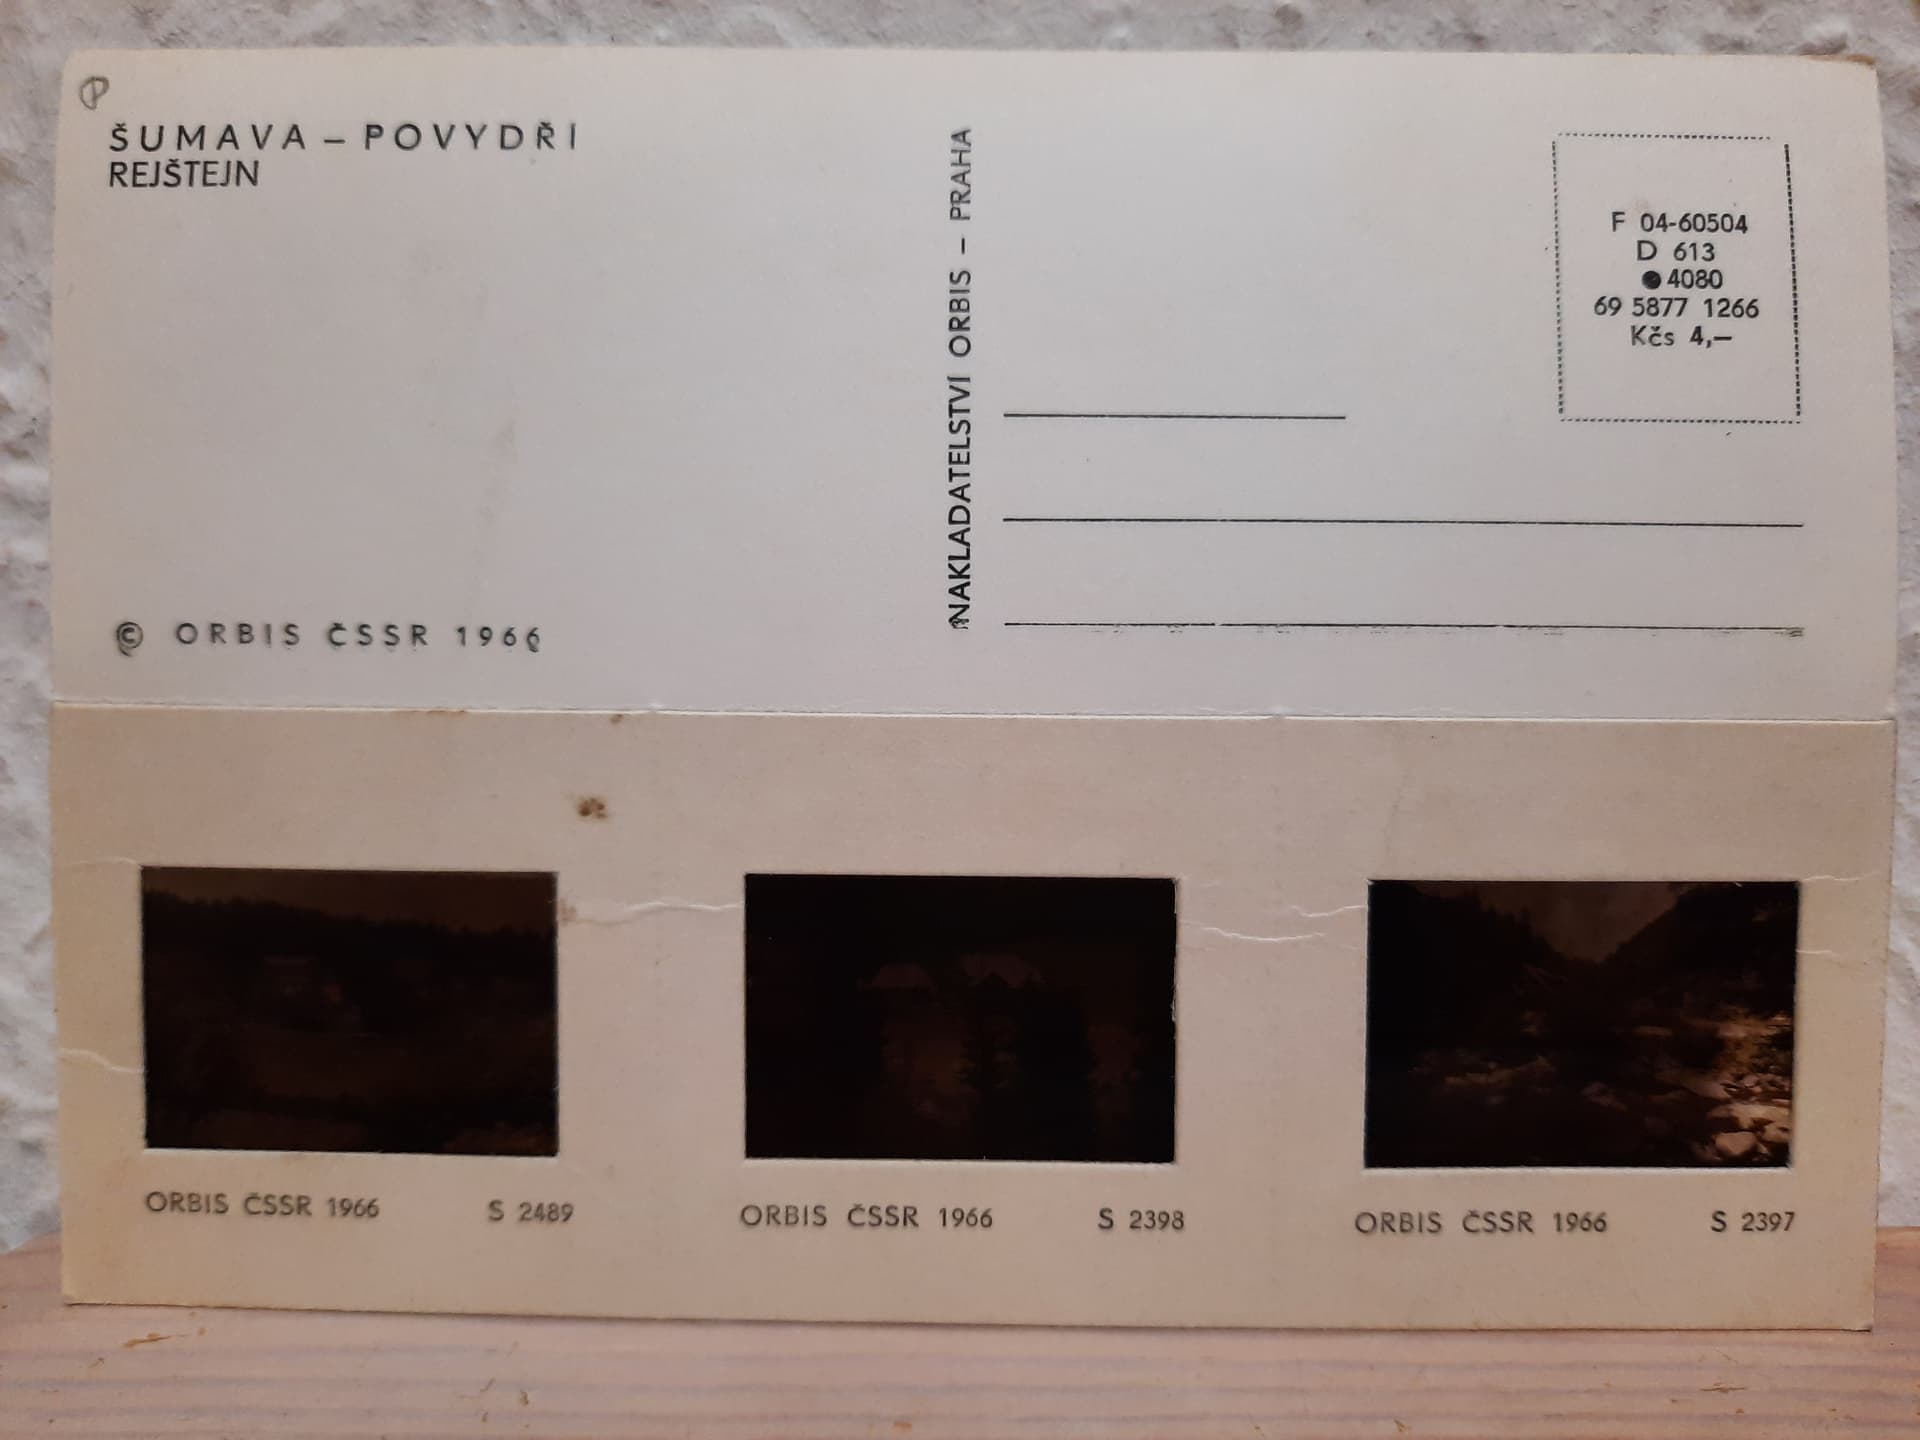 ŠUMAVA – POVYDŘI
REJŠTEJN
© ORBIS ČSSR 1966
NAKLADATELSTVÍ ORBIS – PRAHA
F 04-60504
D 613
●4080
69 5877 1266
Kčs 4,–
ORBIS ČSSR 1966 S 2489
ORBIS ČSSR 1966 S 2398
ORBIS ČSSR 1966 S 2397